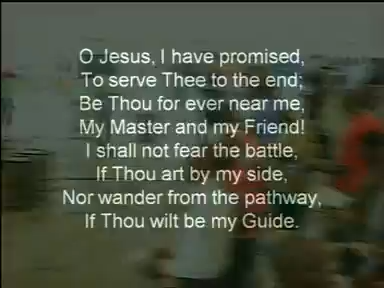 O Jesus, I have promised,
To serve Thee to the end;
Be Thou for ever near me,
My Master and my Friend!
I shall not fear the battle,
If Thou art by my side,
Nor wander from the pathway,
If Thou wilt be my Guide.